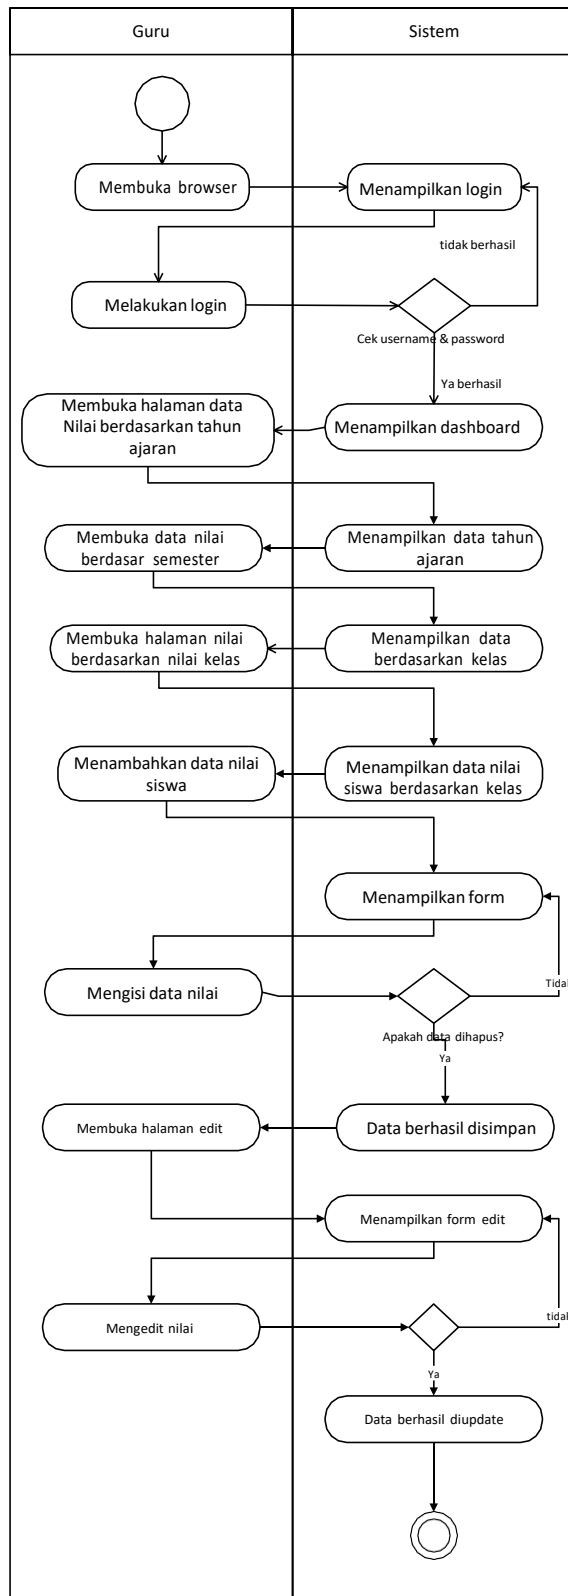 Guru
Sistem
Membuka browser
Menampilkan login
tidak berhasil
Melakukan login
Cek username & password
Ya berhasil
Membuka halaman data
Nilai berdasarkan tahun
ajaran
Menampilkan dashboard
Membuka data nilai
berdasar semester
Menampilkan data tahun
ajaran
Membuka halaman nilai
berdasarkan nilai kelas
Menampilkan data
berdasarkan kelas
Menambahkan data nilai
siswa
Menampilkan data nilai
siswa berdasarkan kelas
Menampilkan form
Mengisi data nilai
Tidak
Apakah data dihapus?
Ya
Membuka halaman edit
Data berhasil disimpan
Menampilkan form edit
Mengedit nilai
tidak
Ya
Data berhasil diupdate